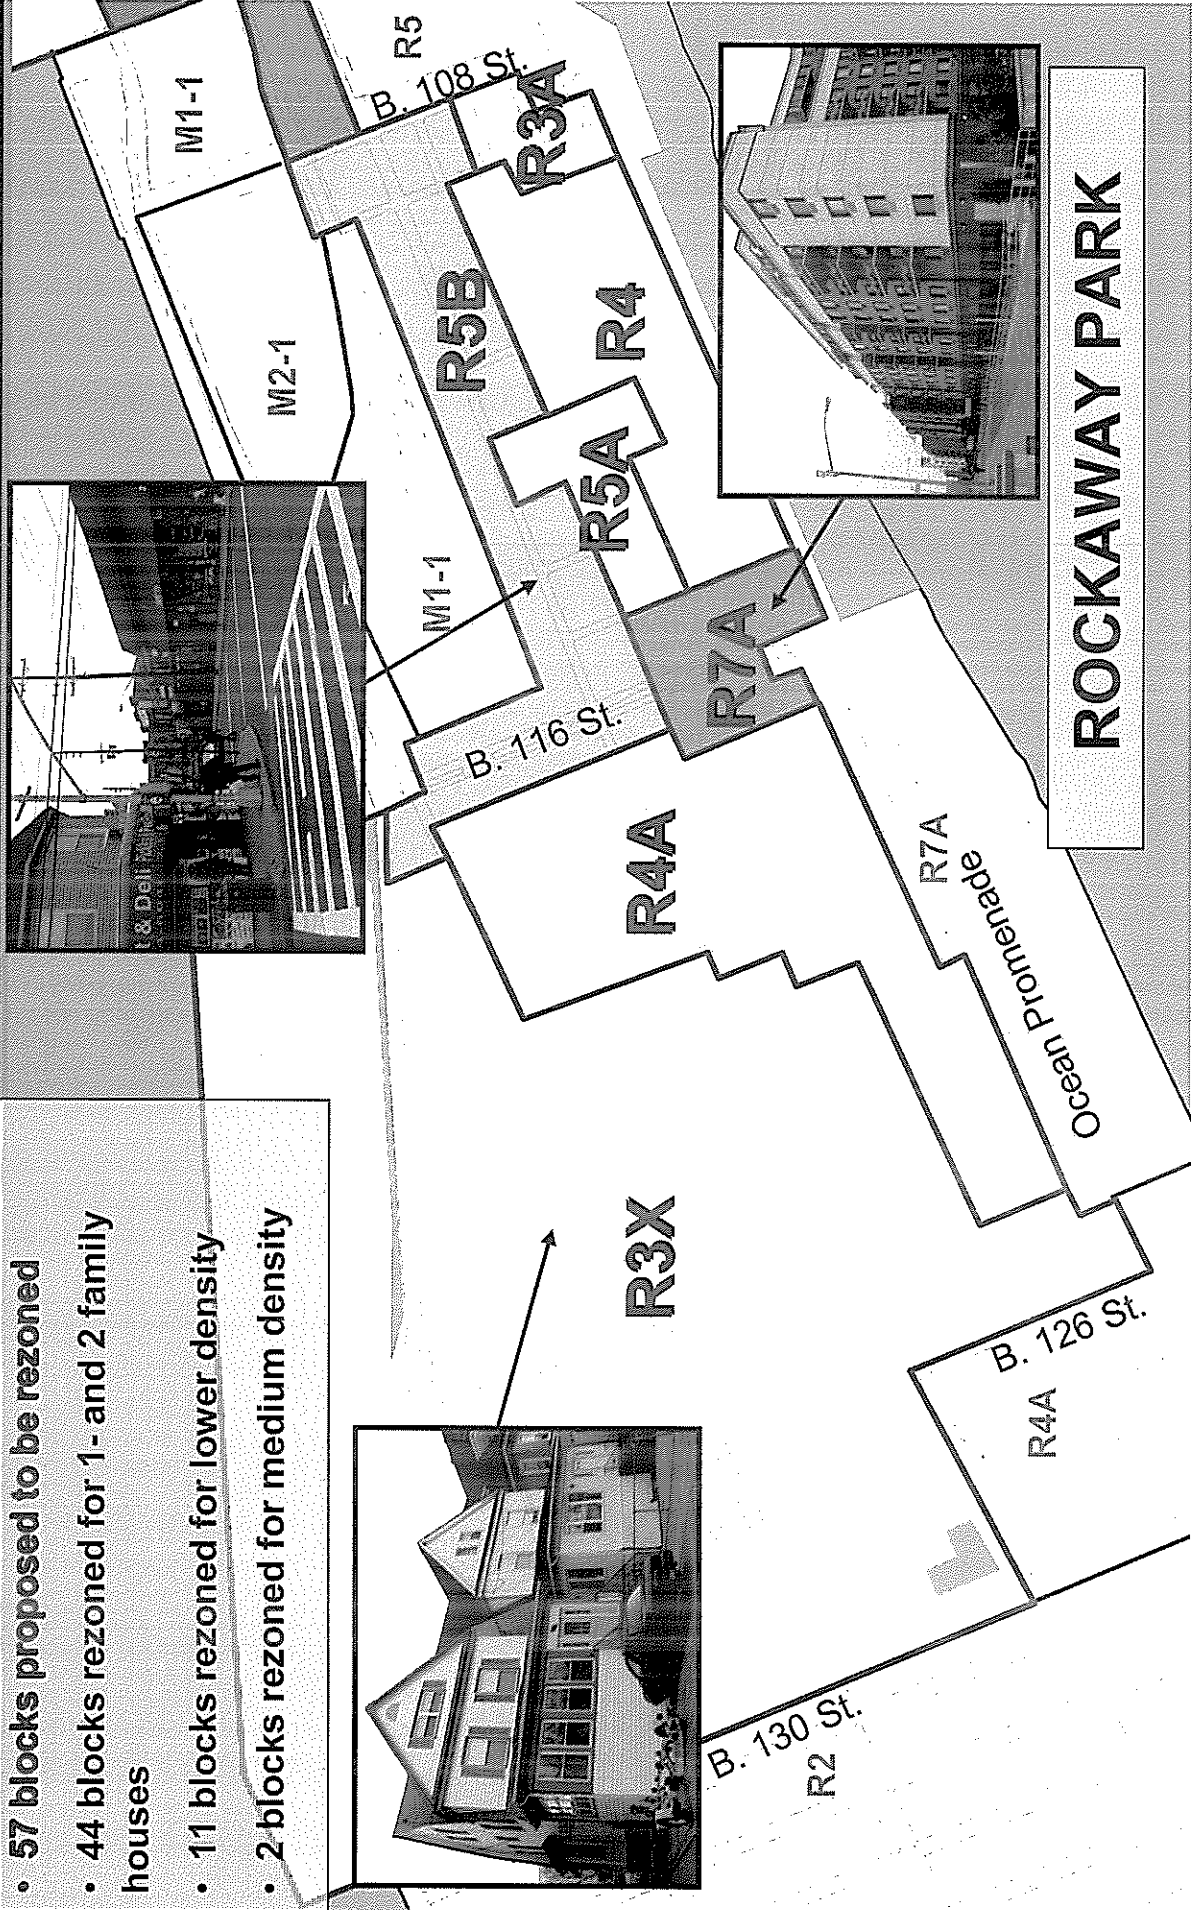 • 57 blocks proposed to be rezoned
• 44 blocks rezoned for 1- and 2 family
houses
• 11 blocks rezoned for lower density
• 2 blocks rezoned for medium density
t & Deli
M1-1
M2-1
M1-1
R5
B. 108 St.
R3A
R5B
R4
R5A
R7A
B. 116 St.
R4A
R7A
Ocean Promenade
R3X
B. 126 St.
R4A
B. 130 St.
R2
ROCKAWAY PARK